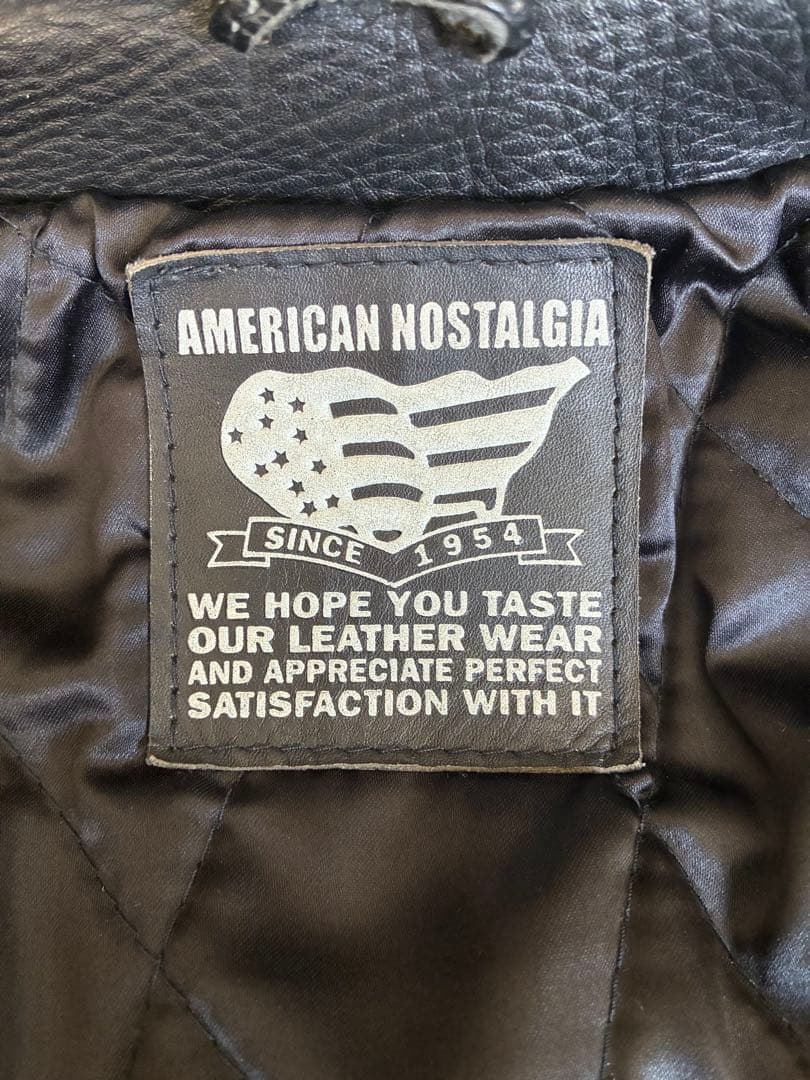 AMERICAN NOSTALGIA
SINCE 1954
WE HOPE YOU TASTE
OUR LEATHER WEAR
AND APPRECIATE PERFECT
SATISFACTION WITH IT